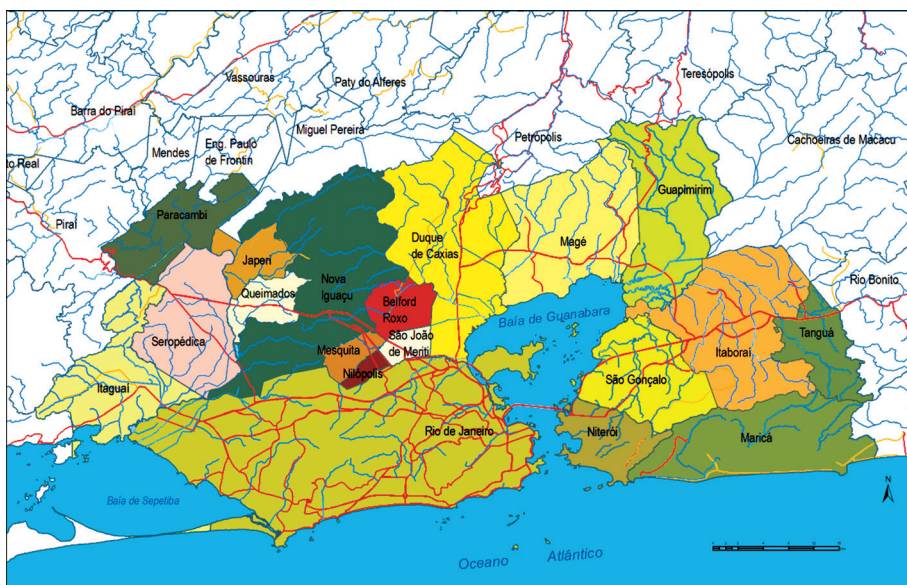 Teresópolis
Vassouras
Paty do Alferes
Barra do Piraí
Miguel Pereira
Petrópolis
Cachoeiras de Macacu
Eng. Paulo
de Frontin
Mendes
to Real
Guapimirim
Paracambi
Piraí
Duque
de Caxias
Magé
Japeri
Nova
Iguaçu
Queimados
Rio Bonito
Belford
Roxo
Baía de Guanabara
Tanguá
São João
de Meriti
Seropédica
Mesquita
Itaboraí
Nilópolis
São Gonçalo
Itaguaí
Rio de Janeiro
Niterói
Maricá
N
Baía de Sepetiba
Oceano Atlântico